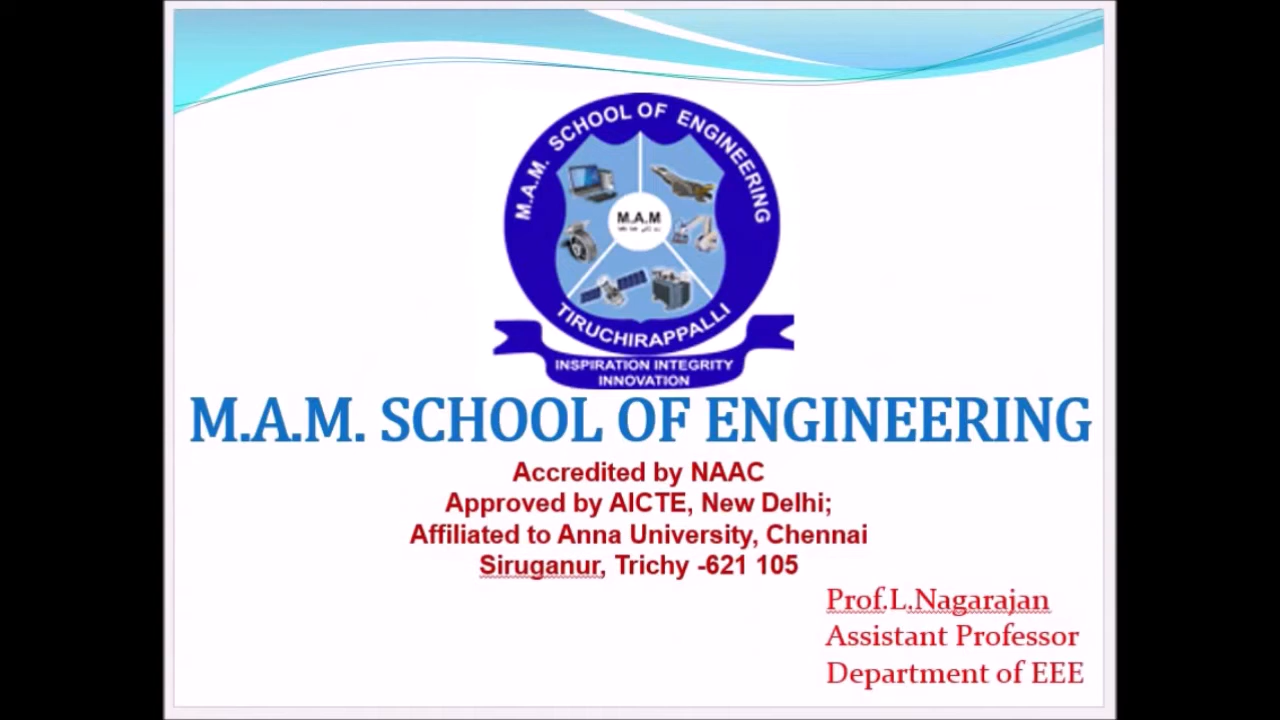 M.A.M. SCHOOL OF ENGINEERING
M.A.M
TIRUCHIRAPPALLI
INSPIRATION INTEGRITY
INNOVATION
M.A.M. SCHOOL OF ENGINEERING
Accredited by NAAC
Approved by AICTE, New Delhi;
Affiliated to Anna University, Chennai
Siruganur, Trichy -621 105
Prof.L.Nagarajan
Assistant Professor
Department of EEE